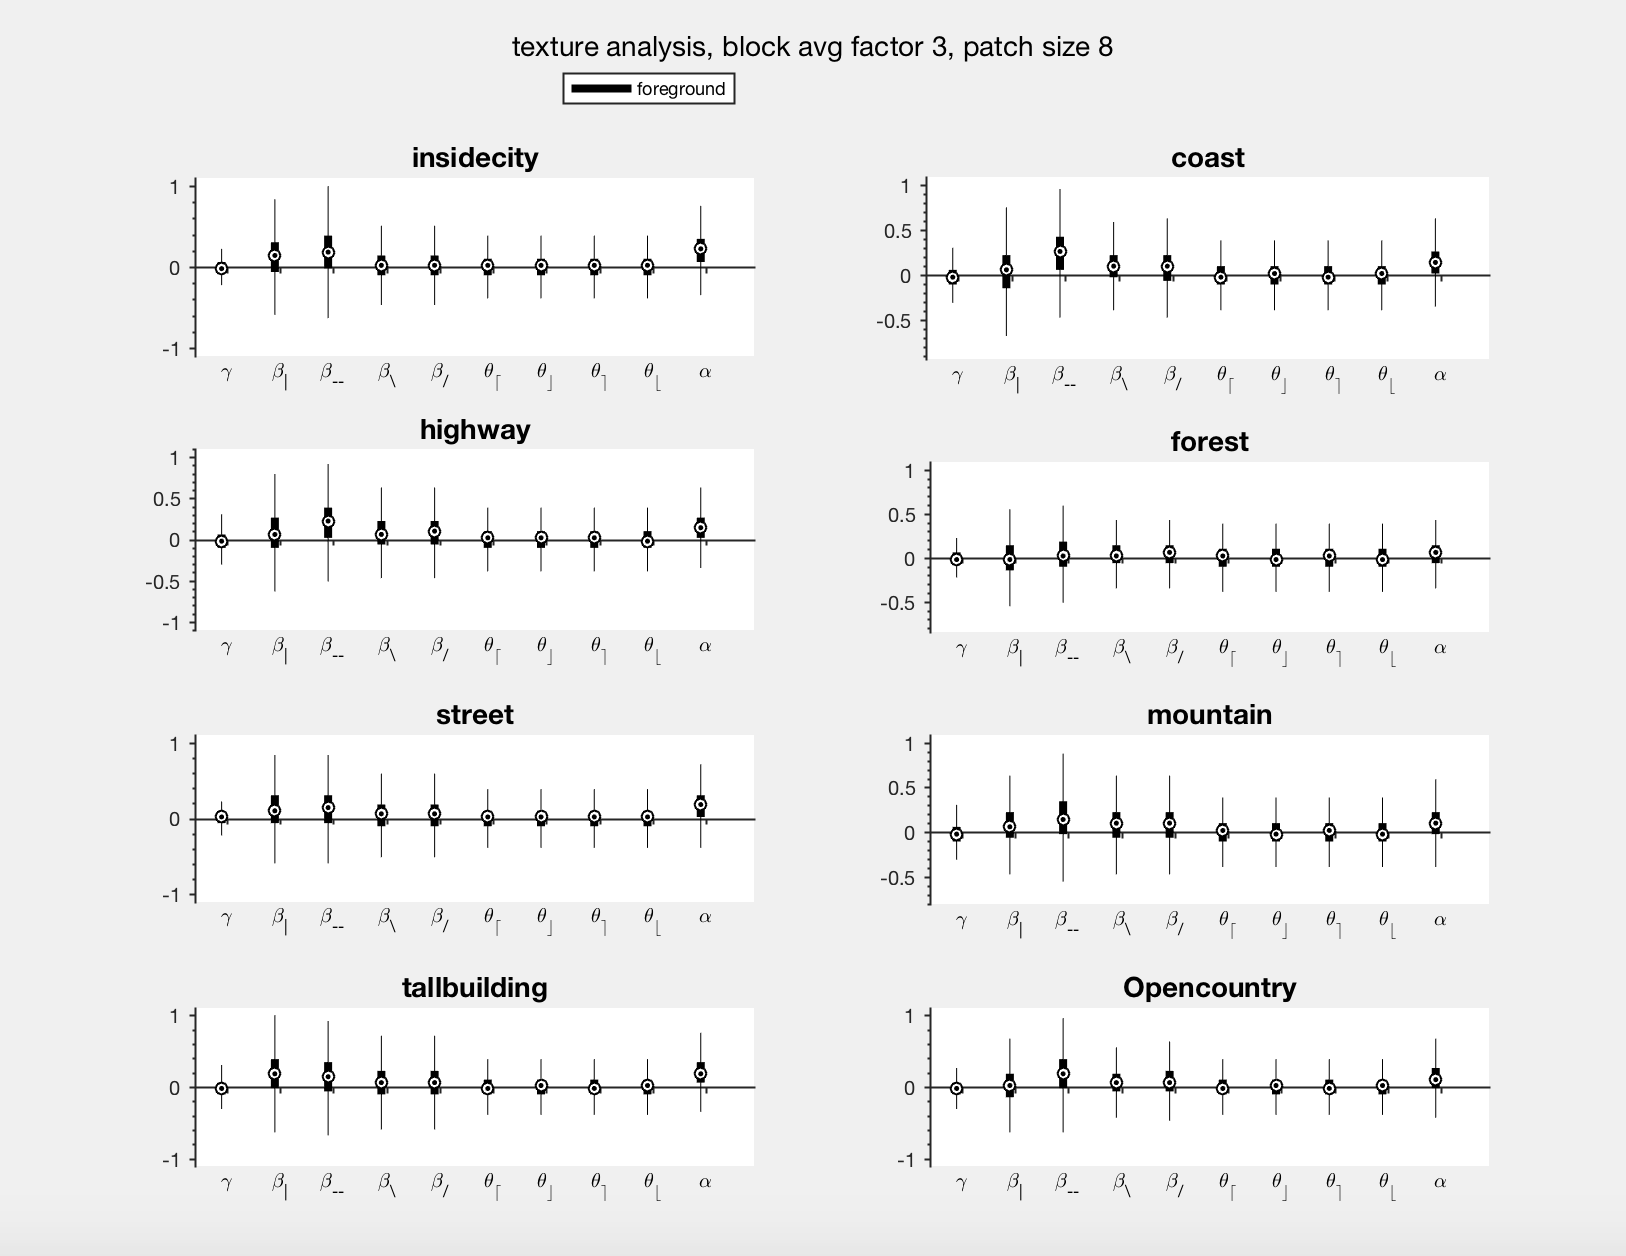 texture analysis, block avg factor 3, patch size 8
foreground
insidecity
1
0
-1
γ β| β-- β\ β/ θ⌈ θ⌋ θ⌉ θ⌊ α
coast
1
0.5
0
-0.5
γ β| β-- β\ β/ θ⌈ θ⌋ θ⌉ θ⌊ α
highway
1
0.5
0
-0.5
-1
γ β| β-- β\ β/ θ⌈ θ⌋ θ⌉ θ⌊ α
forest
1
0.5
0
-0.5
γ β| β-- β\ β/ θ⌈ θ⌋ θ⌉ θ⌊ α
street
1
0
-1
γ β| β-- β\ β/ θ⌈ θ⌋ θ⌉ θ⌊ α
mountain
1
0.5
0
-0.5
γ β| β-- β\ β/ θ⌈ θ⌋ θ⌉ θ⌊ α
tallbuilding
1
0
-1
γ β| β-- β\ β/ θ⌈ θ⌋ θ⌉ θ⌊ α
Opencountry
1
0
-1
γ β| β-- β\ β/ θ⌈ θ⌋ θ⌉ θ⌊ α